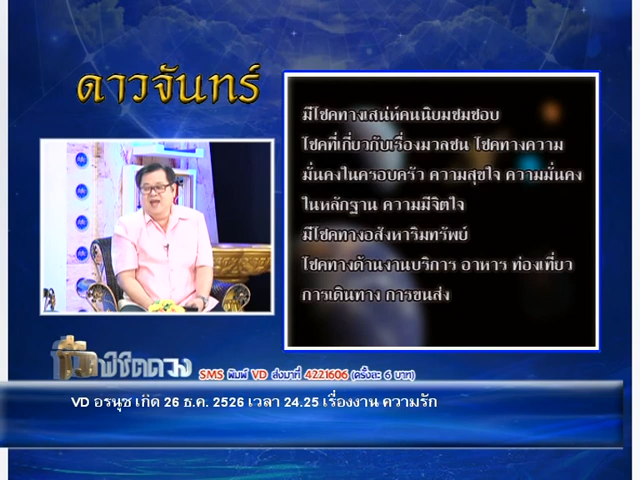 ดาวจันทร์
มีโชคทางเสน่ห์คนนิยมชมชอบ
โชคที่เกี่ยวกับเรื่องมวลชน โชคทางความ
มั่นคงในครอบครัว ความสุขใจ ความมั่นคง
ในหลักฐาน ความมีจิตใจ
มีโชคทางอสังหาริมทรัพย์
โชคทางด้านงานบริการ อาหาร ท่องเที่ยว
การเดินทาง การขนส่ง
พิชิตดวง
SMS พิมพ์ VD ส่งมาที่ 4221606 (ครั้งละ 6 บาท)
VD อรนุช เกิด 26 ธ.ค. 2526 เวลา 24.25 เรื่องงาน ความรัก